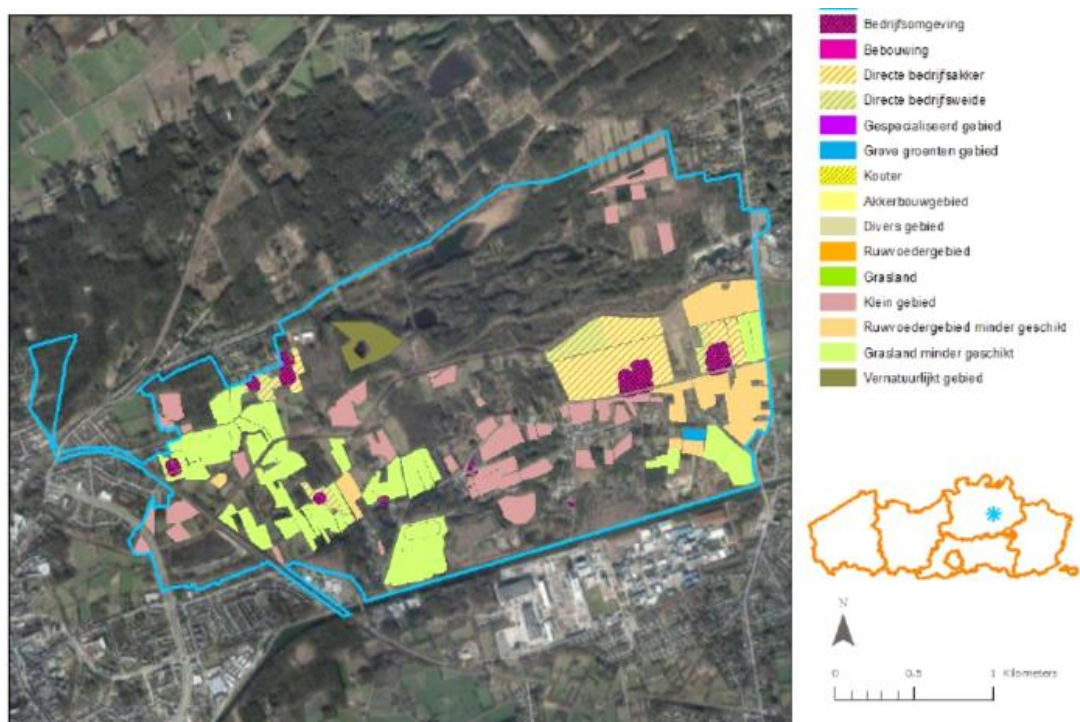 Bedrijfsomgeving
Bebouwing
Directe bedrijfsakker
Directe bedrijfsweide
Gespecialiseerd gebied
Grove groenten gebied
Kouter
Akkerbouwgebied
Divers gebied
Ruwvoedergebied
Grasland
Klein gebied
Ruwvoedergebied minder geschikt
Grasland minder geschikt
Vernatuurlijkt gebied
N
0 0.5 1 Kilometers